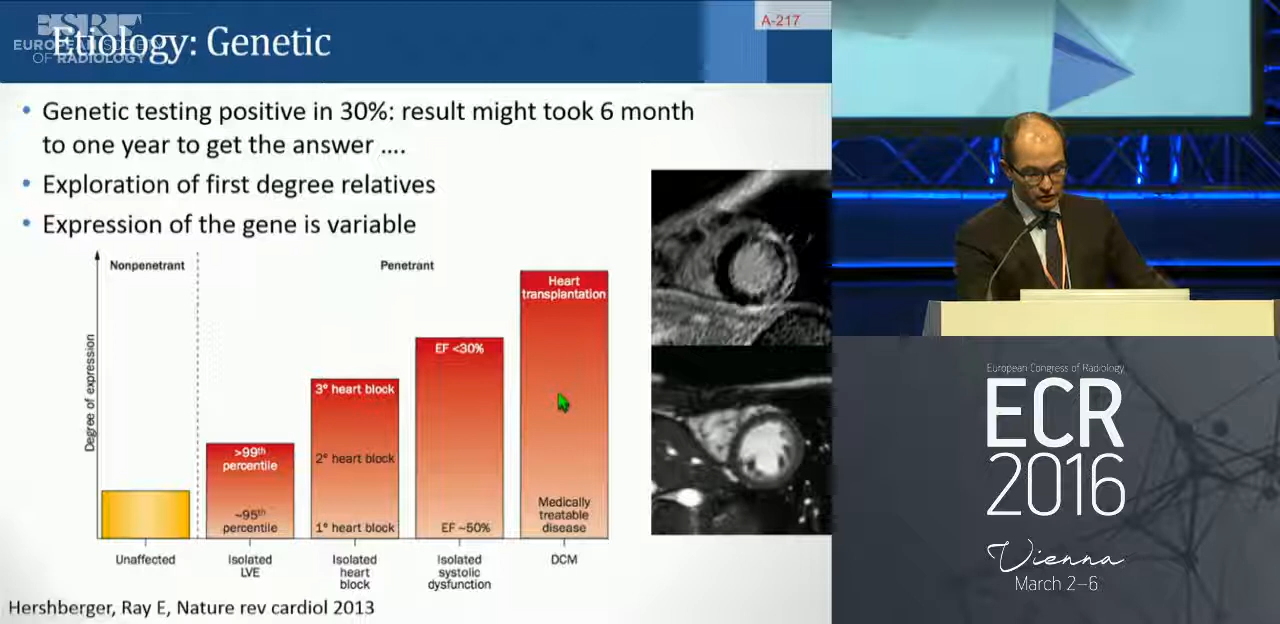 A-217
EUROPEAN SOCIETY
OF RADIOLOGY
Etiology: Genetic
• Genetic testing positive in 30%: result might took 6 month
to one year to get the answer ....
• Exploration of first degree relatives
• Expression of the gene is variable
Nonpenetrant
Penetrant
Degree of expression
>99th
percentile
~95th
percentile
3° heart block
2° heart block
1° heart block
EF <30%
EF ~50%
Heart
transplantation
Medically
treatable
disease
Unaffected
Isolated
LVE
Isolated
heart
block
Isolated
systolic
dysfunction
DCM
Hershberger, Ray E, Nature rev cardiol 2013
European Congress of Radiology
ECR
2016
Vienna
March 2–6